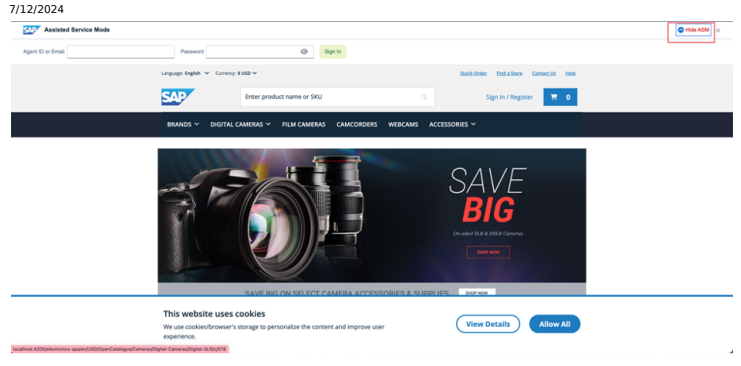 7/12/2024
SAP Assisted Service Mode
Hide ASM ×
Agent ID or Email Password Sign In
Language: English Currency: $ USD Quick Order Find a Store Contact Us Help
SAP Enter product name or SKU Sign In / Register 0
BRANDS DIGITAL CAMERAS FILM CAMERAS CAMCORDERS WEBCAMS ACCESSORIES
SAVE
BIG
On select SLR & DSLR Cameras
SHOP NOW
SAVE BIG ON SELECT CAMERA ACCESSORIES & SUPPLIES SHOP NOW
This website uses cookies
We use cookies/browser's storage to personalize the content and improve user
experience.
View Details Allow All
localhost:4200/electronics-spa/en/USD/OpenCatalogue/Cameras/Digital-Cameras/Digital-SLR/c/578